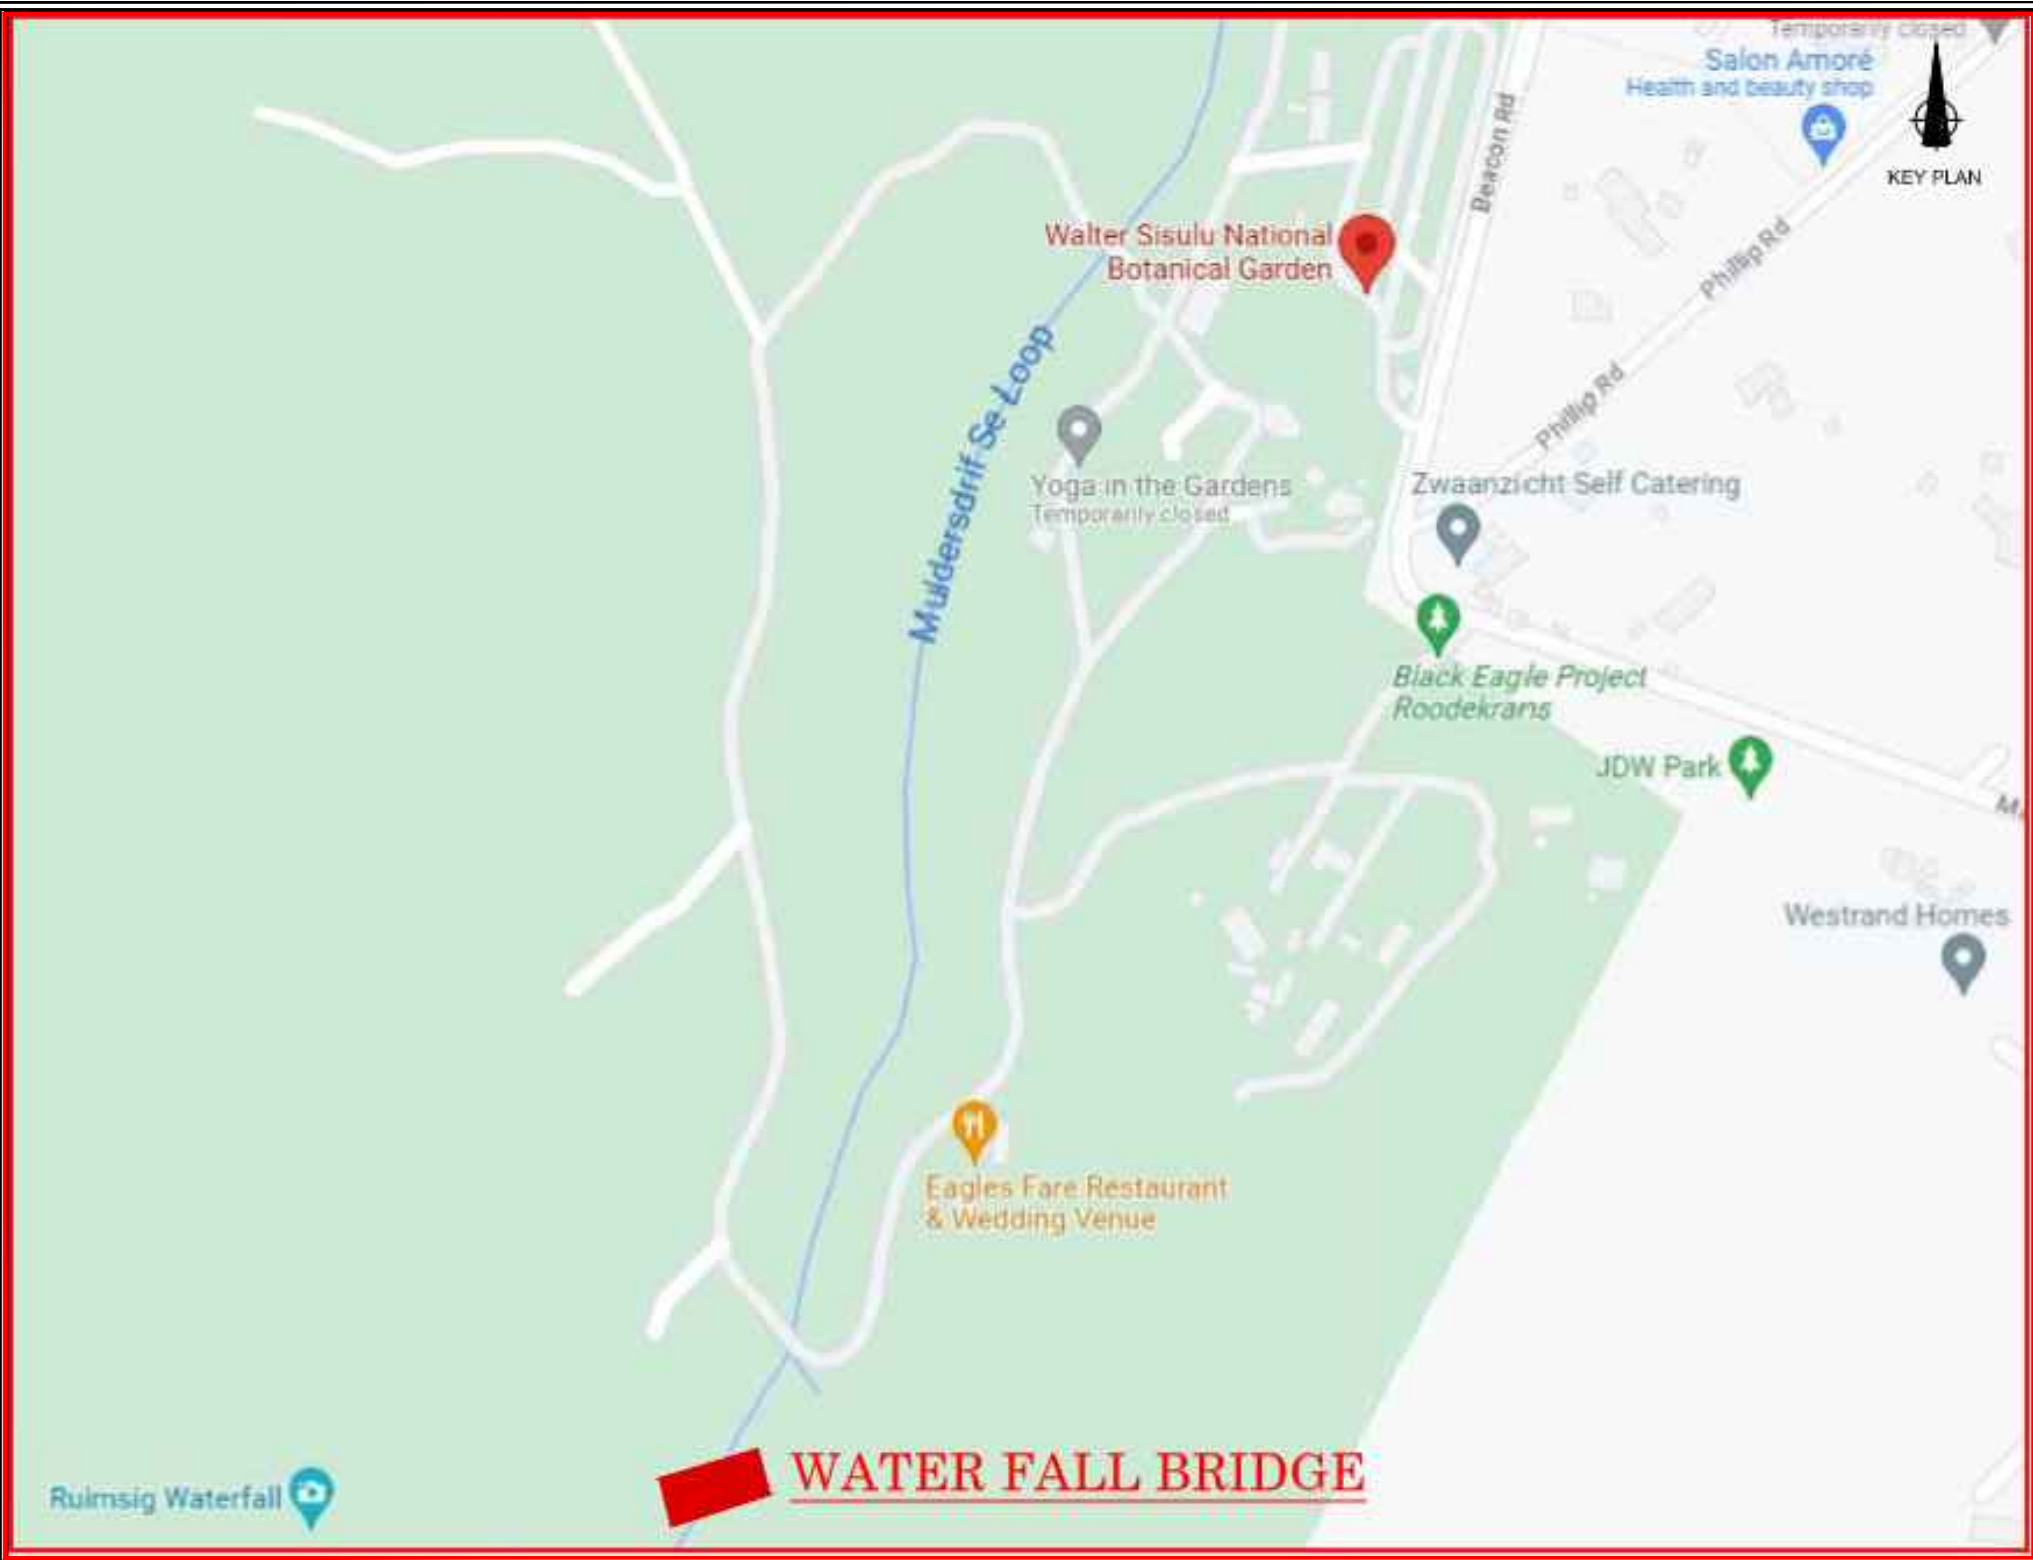 Temporarily closed
Salon Amoré
Health and beauty shop
KEY PLAN
Beacon Rd
Phillip Rd
Walter Sisulu National
Botanical Garden
Muldersdrif Se Loop
Phillip Rd
Yoga in the Gardens
Temporarily closed
Zwaanzicht Self Catering
Black Eagle Project
Roodekrans
JDW Park
Westrand Homes
Eagles Fare Restaurant
& Wedding Venue
WATER FALL BRIDGE
Ruimsig Waterfall